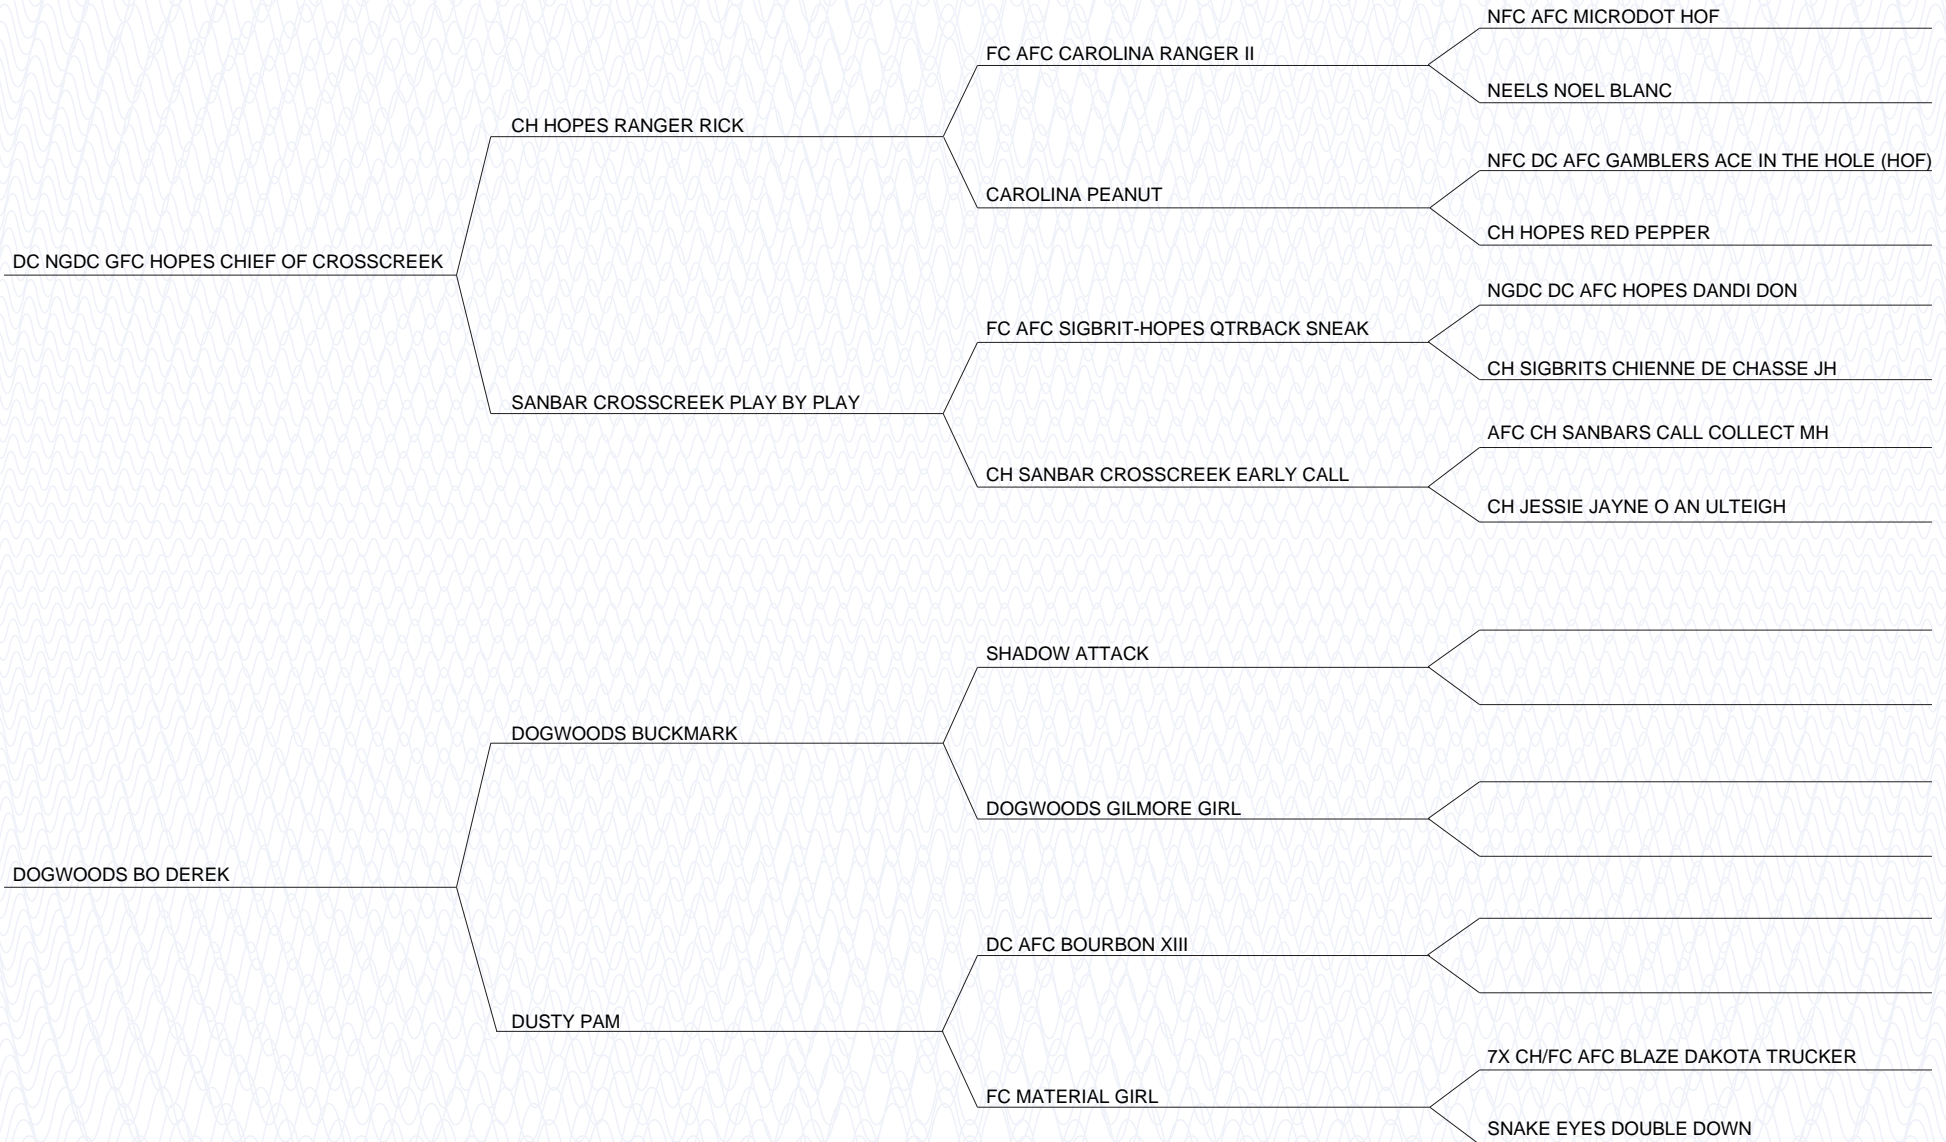 NFC AFC MICRODOT HOF
FC AFC CAROLINA RANGER II
NEELS NOEL BLANC
CH HOPES RANGER RICK
NFC DC AFC GAMBLERS ACE IN THE HOLE (HOF)
CAROLINA PEANUT
CH HOPES RED PEPPER
DC NGDC GFC HOPES CHIEF OF CROSSCREEK
NGDC DC AFC HOPES DANDI DON
FC AFC SIGBRIT-HOPES QTRBACK SNEAK
CH SIGBRITS CHIENNE DE CHASSE JH
SANBAR CROSSCREEK PLAY BY PLAY
AFC CH SANBARS CALL COLLECT MH
CH SANBAR CROSSCREEK EARLY CALL
CH JESSIE JAYNE O AN ULTEIGH
SHADOW ATTACK
DOGWOODS BUCKMARK
DOGWOODS GILMORE GIRL
DOGWOODS BO DEREK
DC AFC BOURBON XIII
DUSTY PAM
7X CH/FC AFC BLAZE DAKOTA TRUCKER
FC MATERIAL GIRL
SNAKE EYES DOUBLE DOWN